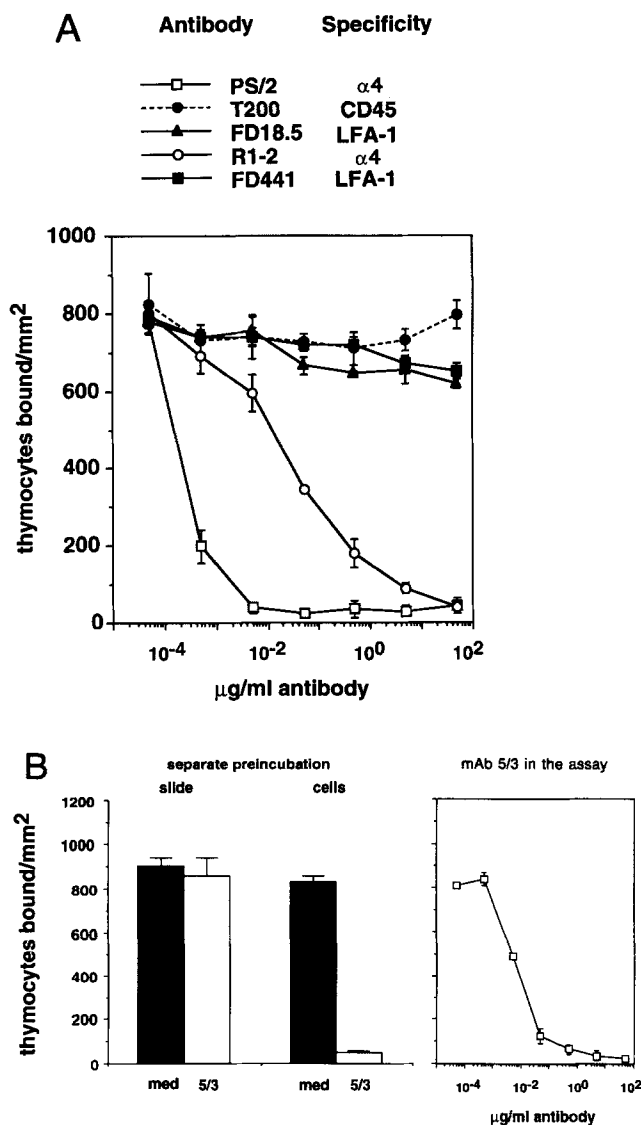 A
Antibody Specificity
PS/2 α4
T200 CD45
FD18.5 LFA-1
R1-2 α4
FD441 LFA-1
1000
800
600
400
200
0
thymocytes bound/mm²
10⁻⁴ 10⁻² 10⁰ 10²
μg/ml antibody
B
separate preincubation
slide cells
mAb 5/3 in the assay
1200
1000
800
600
400
200
0
thymocytes bound/mm²
med 5/3 med 5/3
10⁻⁴ 10⁻² 10⁰ 10²
μg/ml antibody